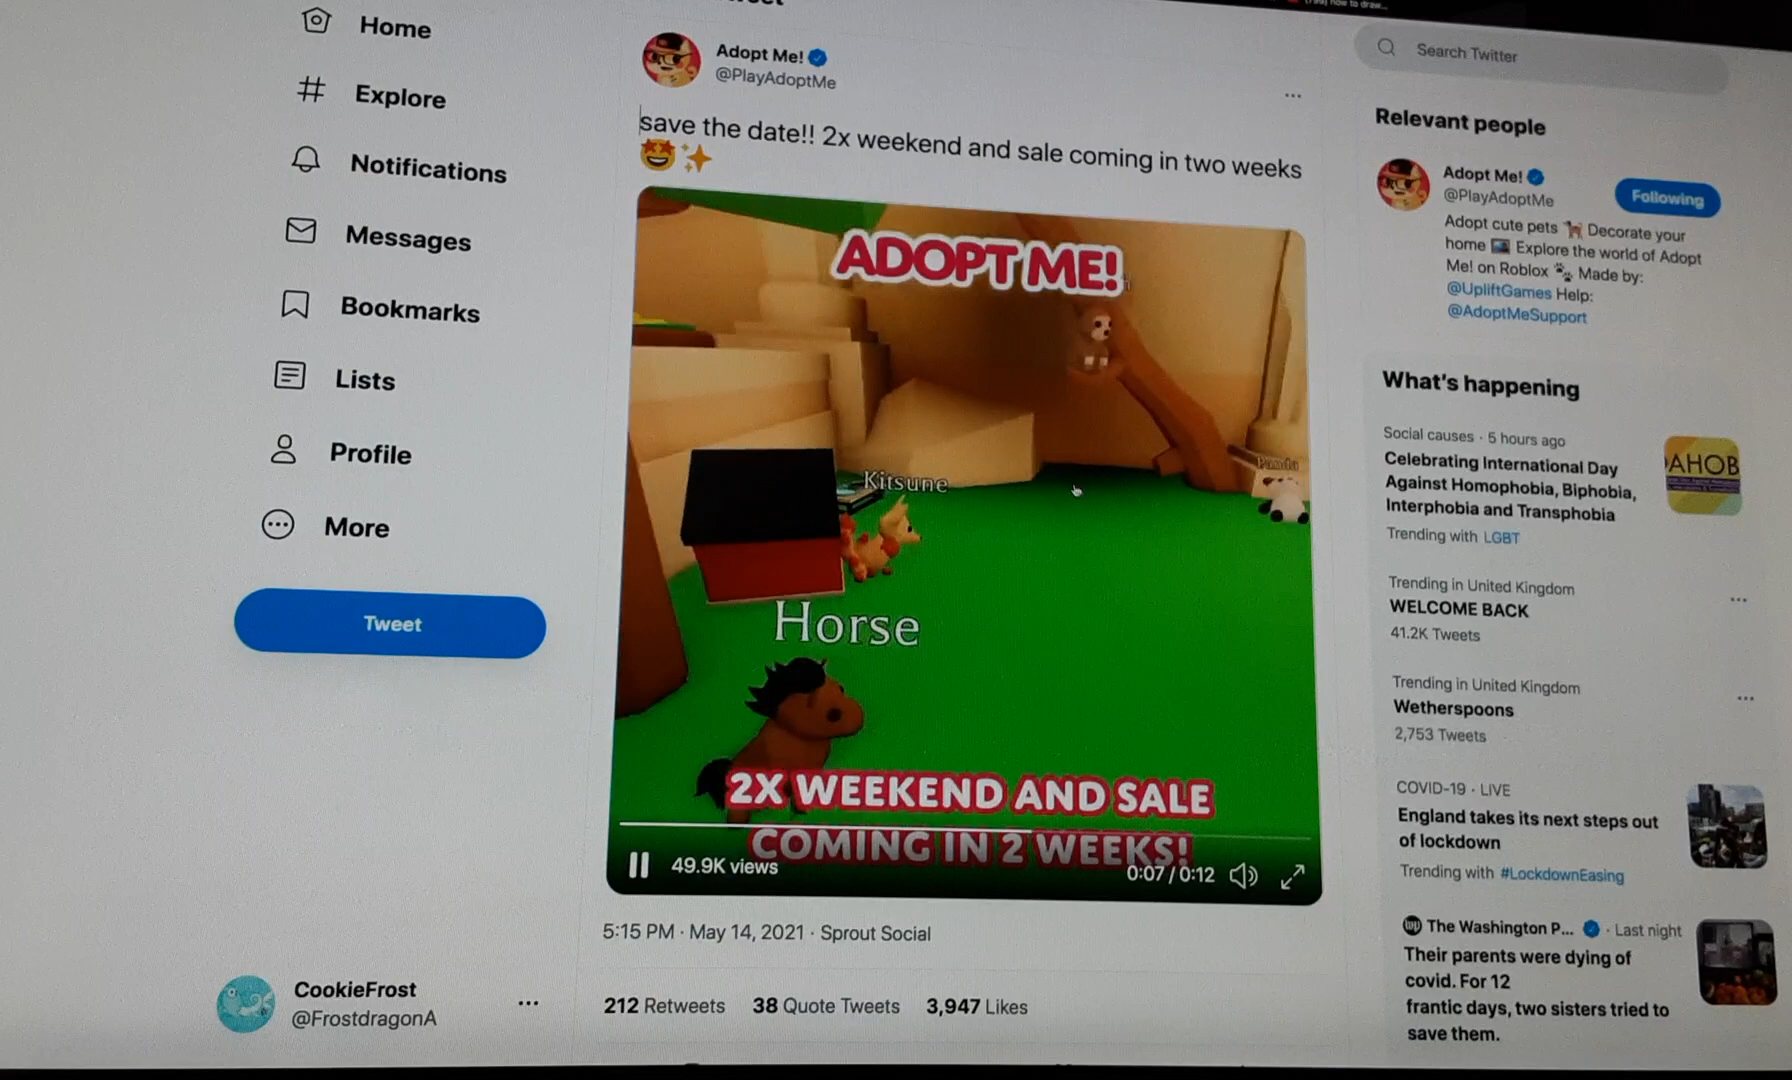 how to draw...
Home
Explore
Notifications
Messages
Bookmarks
Lists
Profile
More
Tweet
CookieFrost
@FrostdragonA
Adopt Me!
@PlayAdoptMe
save the date!! 2x weekend and sale coming in two weeks
ADOPT ME!
Kitsune
Panda
Horse
2X WEEKEND AND SALE
COMING IN 2 WEEKS!
49.9K views
0:07 / 0:12
5:15 PM · May 14, 2021 · Sprout Social
212 Retweets 38 Quote Tweets 3,947 Likes
Search Twitter
Relevant people
Adopt Me!
@PlayAdoptMe
Following
Adopt cute pets Decorate your
home Explore the world of Adopt
Me! on Roblox Made by:
@UpliftGames Help:
@AdoptMeSupport
What's happening
Social causes · 5 hours ago
Celebrating International Day
Against Homophobia, Biphobia,
Interphobia and Transphobia
Trending with LGBT
AHOB
Trending in United Kingdom
WELCOME BACK
41.2K Tweets
Trending in United Kingdom
Wetherspoons
2,753 Tweets
COVID-19 · LIVE
England takes its next steps out
of lockdown
Trending with #LockdownEasing
wp The Washington P... · Last night
Their parents were dying of
covid. For 12
frantic days, two sisters tried to
save them.